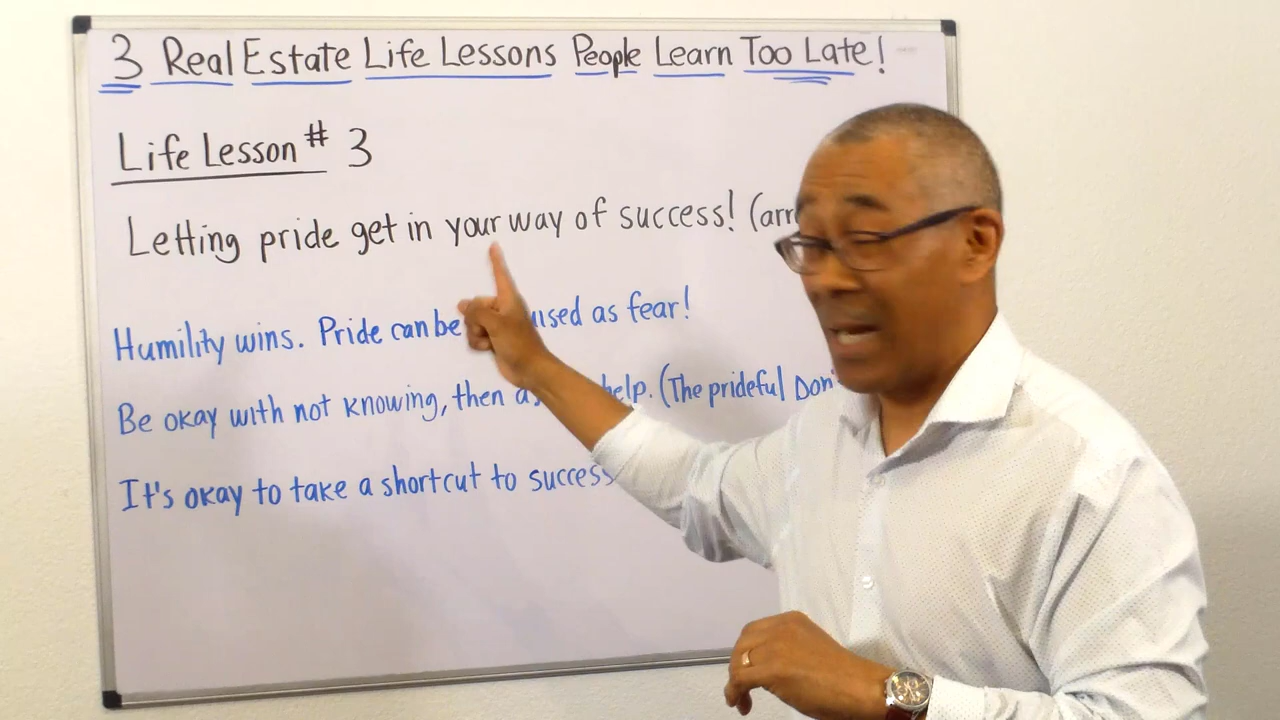 3 Real Estate Life Lessons People Learn Too Late!
Life Lesson # 3
Letting pride get in your way of success! (arr
Humility wins. Pride can be as fear!
Be okay with not knowing, then help. (The prideful Don'
It's okay to take a shortcut to success